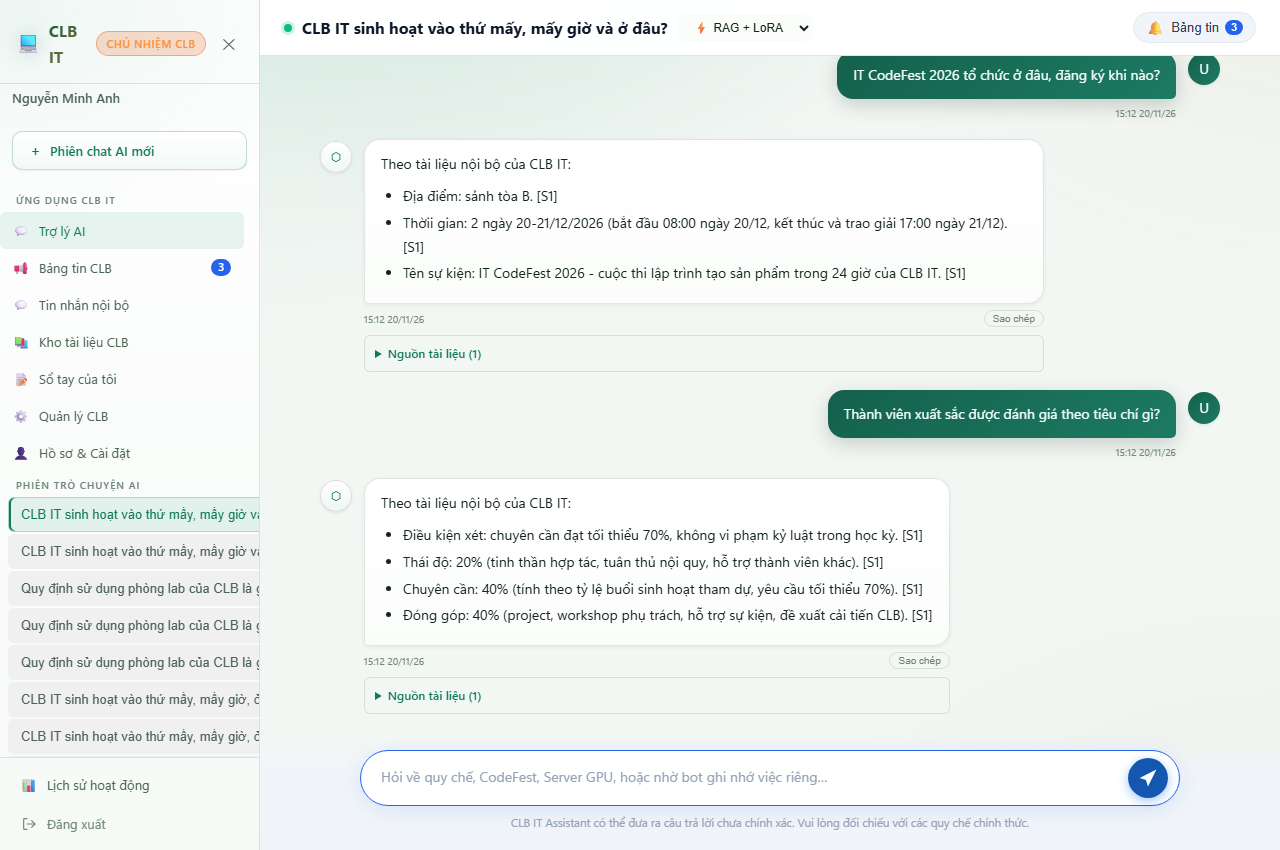 CLB IT
CHỦ NHIỆM CLB
Nguyễn Minh Anh
+ Phiên chat AI mới
ỨNG DỤNG CLB IT
Trợ lý AI
Bảng tin CLB 3
Tin nhắn nội bộ
Kho tài liệu CLB
Sổ tay của tôi
Quản lý CLB
Hồ sơ & Cài đặt
PHIÊN TRÒ CHUYỆN AI
CLB IT sinh hoạt vào thứ mấy, mấy giờ và
CLB IT sinh hoạt vào thứ mấy, mấy giờ và
Quy định sử dụng phòng lab của CLB là g
Quy định sử dụng phòng lab của CLB là g
Quy định sử dụng phòng lab của CLB là g
CLB IT sinh hoạt vào thứ mấy, mấy giờ, ở
CLB IT sinh hoạt vào thứ mấy, mấy giờ, ở
Lịch sử hoạt động
Đăng xuất
CLB IT sinh hoạt vào thứ mấy, mấy giờ và ở đâu?
RAG + LoRA
Bảng tin 3
IT CodeFest 2026 tổ chức ở đâu, đăng ký khi nào?
U
15:12 20/11/26
Theo tài liệu nội bộ của CLB IT:
• Địa điểm: sảnh tòa B. [S1]
• Thờii gian: 2 ngày 20-21/12/2026 (bắt đầu 08:00 ngày 20/12, kết thúc và trao giải 17:00 ngày 21/12).
[S1]
• Tên sự kiện: IT CodeFest 2026 - cuộc thi lập trình tạo sản phẩm trong 24 giờ của CLB IT. [S1]
15:12 20/11/26
Sao chép
Nguồn tài liệu (1)
Thành viên xuất sắc được đánh giá theo tiêu chí gì?
U
15:12 20/11/26
Theo tài liệu nội bộ của CLB IT:
• Điều kiện xét: chuyên cần đạt tối thiểu 70%, không vi phạm kỷ luật trong học kỳ. [S1]
• Thái độ: 20% (tinh thần hợp tác, tuân thủ nội quy, hỗ trợ thành viên khác). [S1]
• Chuyên cần: 40% (tính theo tỷ lệ buổi sinh hoạt tham dự, yêu cầu tối thiểu 70%). [S1]
• Đóng góp: 40% (project, workshop phụ trách, hỗ trợ sự kiện, đề xuất cải tiến CLB). [S1]
15:12 20/11/26
Sao chép
Nguồn tài liệu (1)
Hỏi về quy chế, CodeFest, Server GPU, hoặc nhờ bot ghi nhớ việc riêng...
CLB IT Assistant có thể đưa ra câu trả lời chưa chính xác. Vui lòng đối chiếu với các quy chế chính thức.